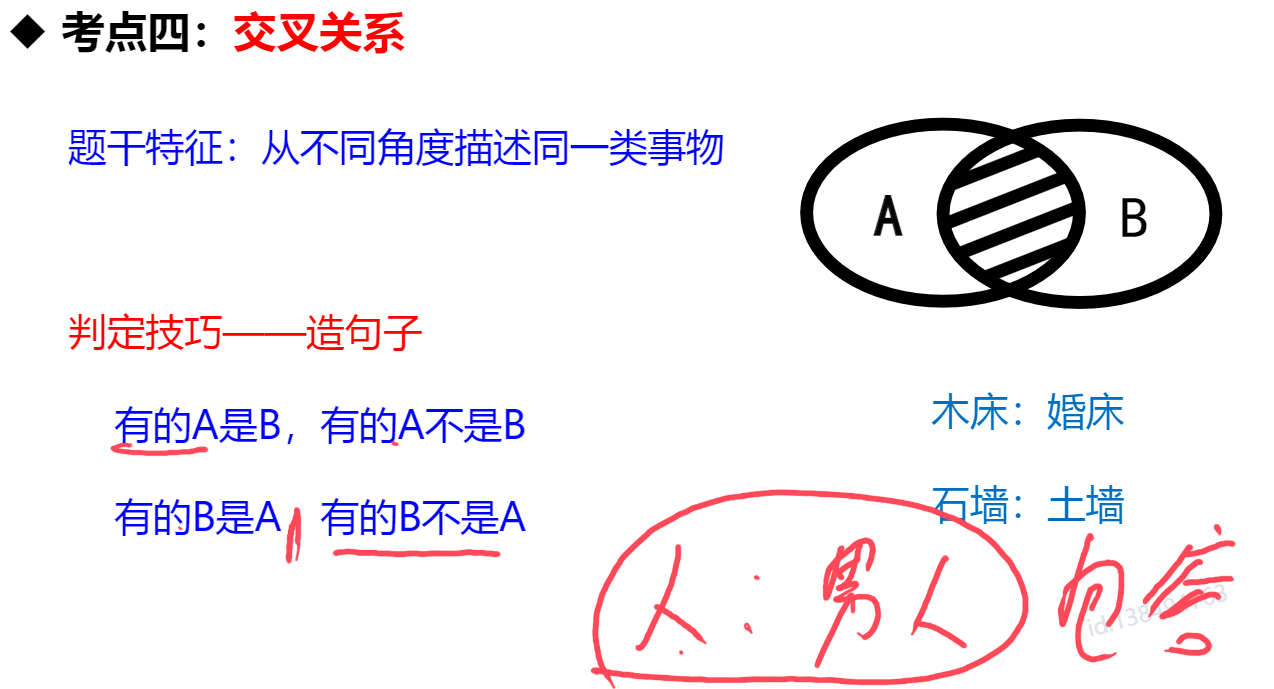 ◆ 考点四：交叉关系
题干特征：从不同角度描述同一类事物
A B
判定技巧——造句子
有的A是B，有的A不是B
木床：婚床
有的B是A 有的B不是A
石墙：土墙
人：男人 包含